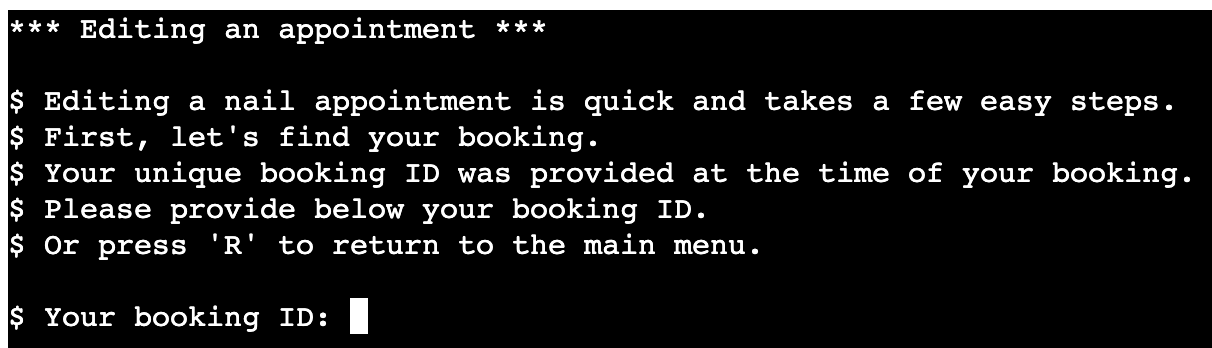 *** Editing an appointment ***
$ Editing a nail appointment is quick and takes a few easy steps.
$ First, let's find your booking.
$ Your unique booking ID was provided at the time of your booking.
$ Please provide below your booking ID.
$ Or press 'R' to return to the main menu.
$ Your booking ID: